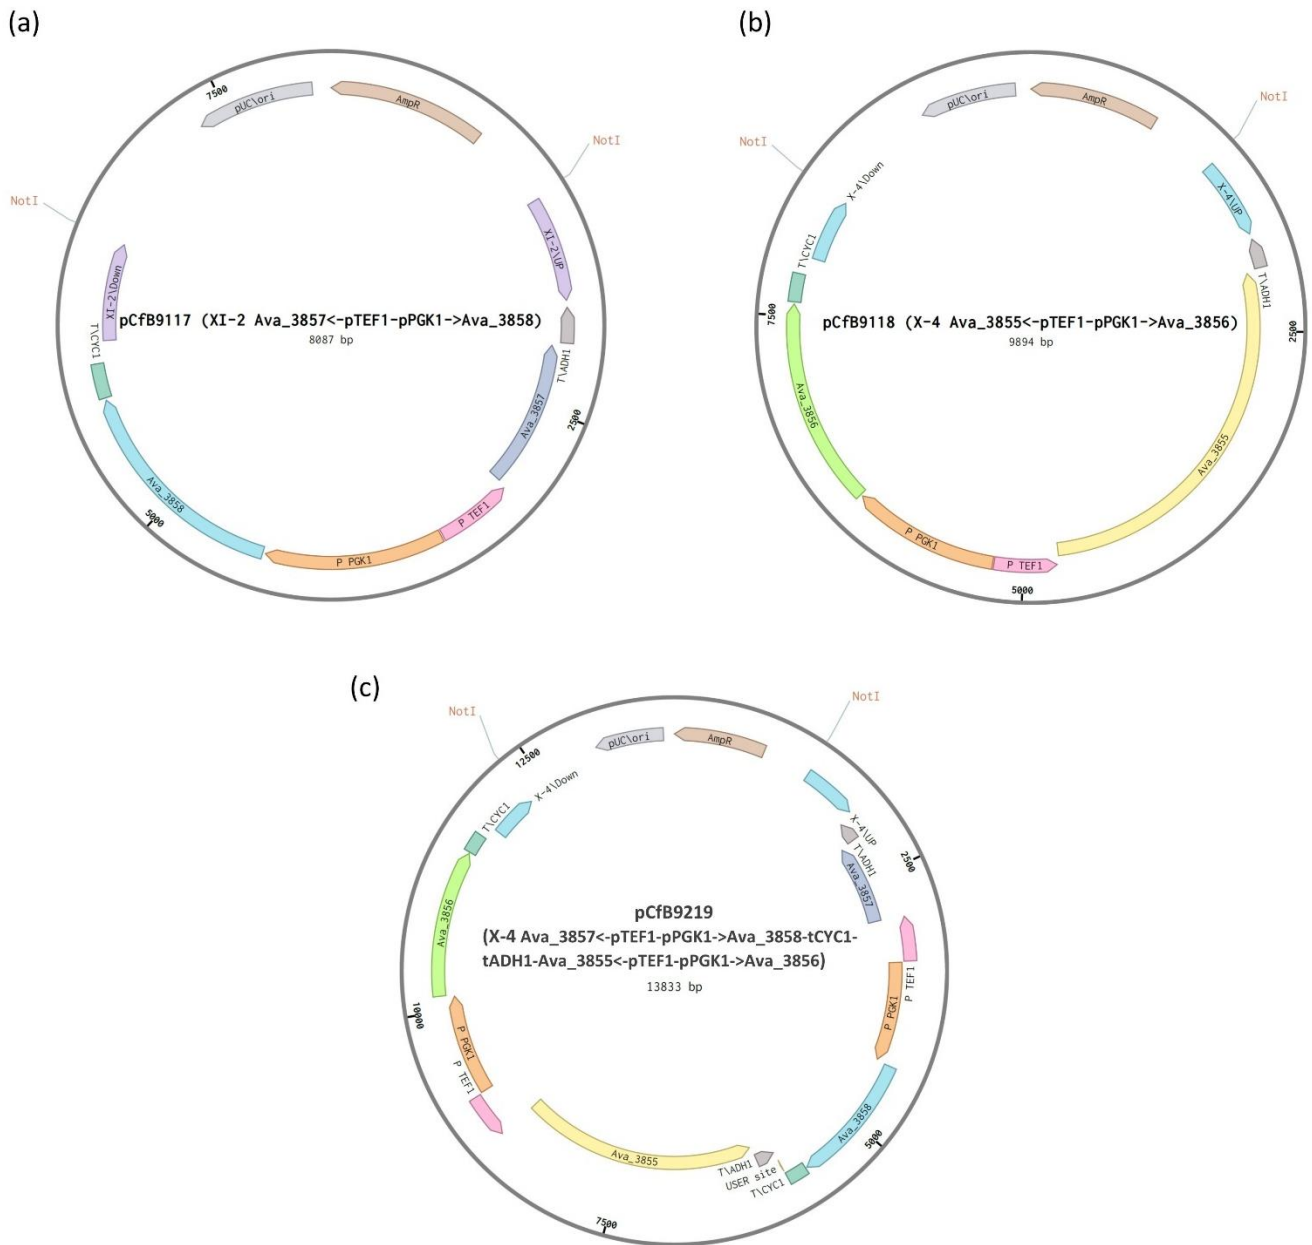 (a)
7500
pUC\ori
AmpR
NotI
NotI
XI-2\UP
XI-2\Down
T\CYC1
pCfB9117 (XI-2 Ava_3857<-pTEF1-pPGK1->Ava_3858)
8087 bp
T\ADH1
Ava_3857
2500
Ava_3858
5000
P TEF1
P PGK1
(b)
pUC\ori
AmpR
NotI
NotI
X-4\Down
X-4\UP
T\CYC1
T\ADH1
7500
pCfB9118 (X-4 Ava_3855<-pTEF1-pPGK1->Ava_3856)
9894 bp
2500
Ava_3856
Ava_3855
P PGK1
P TEF1
5000
(c)
NotI
NotI
12500
pUC\ori
AmpR
X-4\Down
T\CYC1
X-4\UP
T\ADH1
2500
Ava_3857
Ava_3856
pCfB9219
(X-4 Ava_3857<-pTEF1-pPGK1->Ava_3858-tCYC1-
tADH1-Ava_3855<-pTEF1-pPGK1->Ava_3856)
13833 bp
P TEF1
P PGK1
10000
P PGK1
P TEF1
Ava_3858
5000
Ava_3855
T\ADH1
USER site
T\CYC1
7500